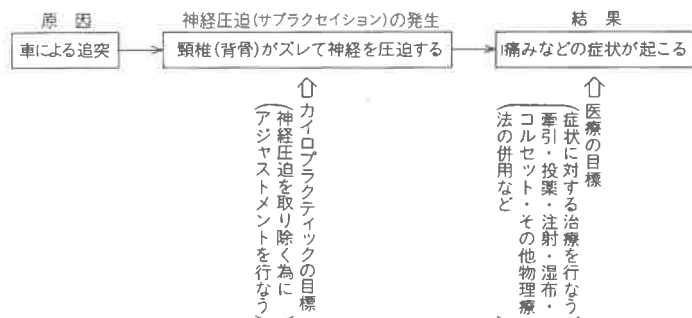 原因
神経圧迫(サブラクセイション)の発生
結果
車による追突
頸椎(背骨)がズレて神経を圧迫する
痛みなどの症状が起こる
カイロプラクティックの目標
(神経圧迫を取り除く為に
アジャストメントを行なう)
医療の目標
(症状に対する治療を行なう
牽引・投薬・注射・湿布・
コルセット・その他物理療
法の併用など)